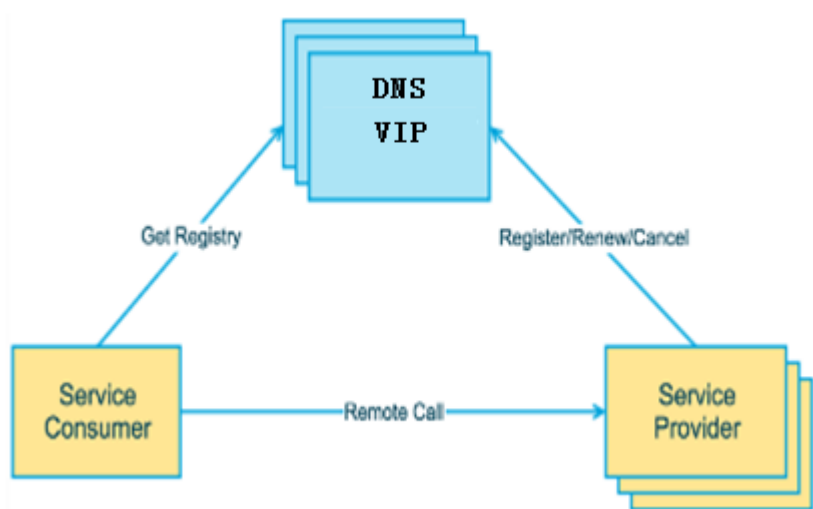 DNS
VIP
Get Registry
Register/Renew/Cancel
Service
Consumer
Remote Call
Service
Provider